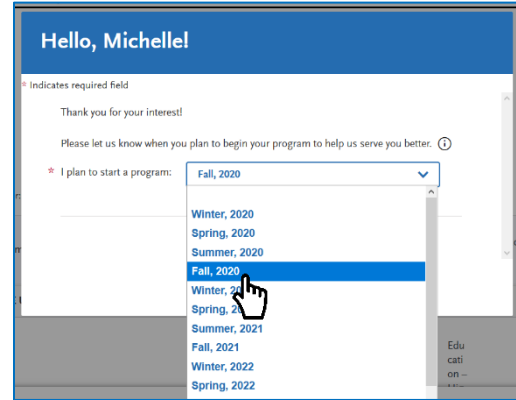 Hello, Michelle!
* Indicates required field
Thank you for your interest!
Please let us know when you plan to begin your program to help us serve you better.
* I plan to start a program: Fall, 2020
Winter, 2020
Spring, 2020
Summer, 2020
Fall, 2020
Winter,
Spring,
Summer, 2021
Fall, 2021
Winter, 2022
Spring, 2022
Edu
cati
on –